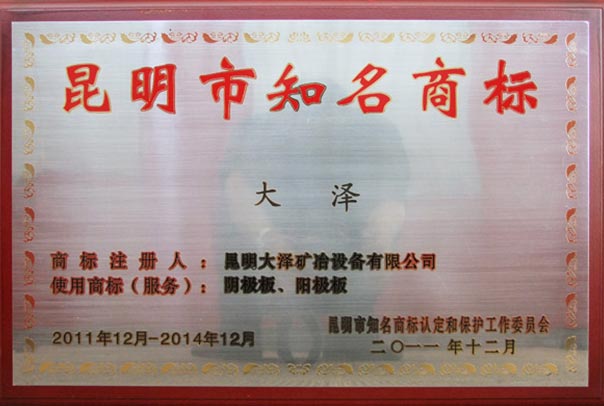 昆明市知名商标
大泽
商标注册人：昆明大泽矿冶设备有限公司
使用商标（服务）：阴极板、阳极板
2011年12月-2014年12月
昆明市知名商标认定和保护工作委员会
二〇一一年十二月